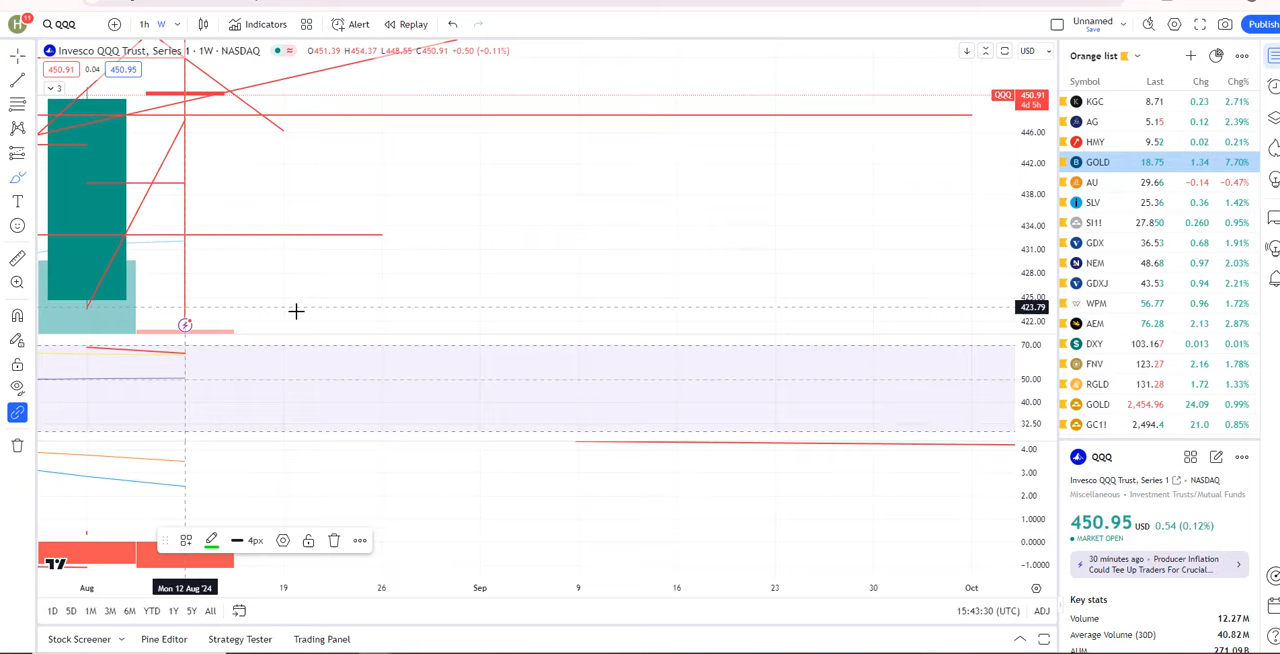 H 11 QQQ 1h W Indicators Alert Replay Unnamed Save Publish
Invesco QQQ Trust, Series 1 · 1W · NASDAQ O451.39 H454.37 L448.55 C450.91 +0.50 (+0.11%) USD
450.91 0.04 450.95
3
QQQ 450.91
4d 5h
446.00
442.00
438.00
434.00
431.00
428.00
425.00
423.79
422.00
70.00
50.00
40.00
32.50
4.00
3.00
2.00
1.0000
0.0000
−1.0000
4px
Aug Mon 12 Aug '24 19 26 Sep 9 16 23 30 Oct
1D 5D 1M 3M 6M YTD 1Y 5Y All 15:43:30 (UTC) ADJ
Stock Screener Pine Editor Strategy Tester Trading Panel
Orange list
Symbol Last Chg Chg%
KGC 8.71 0.23 2.71%
AG 5.15 0.12 2.39%
HMY 9.52 0.02 0.21%
GOLD 18.75 1.34 7.70%
AU 29.66 −0.14 −0.47%
SLV 25.36 0.36 1.42%
SI1! 27.850 0.260 0.95%
GDX 36.53 0.68 1.91%
NEM 48.68 0.97 2.03%
GDXJ 43.53 0.94 2.21%
WPM 56.77 0.96 1.72%
AEM 76.28 2.13 2.87%
DXY 103.167 0.013 0.01%
FNV 123.27 2.16 1.78%
RGLD 131.28 1.72 1.33%
GOLD 2,454.96 24.09 0.99%
GC1! 2,494.4 21.0 0.85%
QQQ
Invesco QQQ Trust, Series 1 · NASDAQ
Miscellaneous · Investment Trusts/Mutual Funds
450.95 USD 0.54 (0.12%)
MARKET OPEN
30 minutes ago · Producer Inflation
Could Tee Up Traders For Crucial...
Key stats
Volume 12.27M
Average Volume (30D) 40.82M
AUM 271.09B